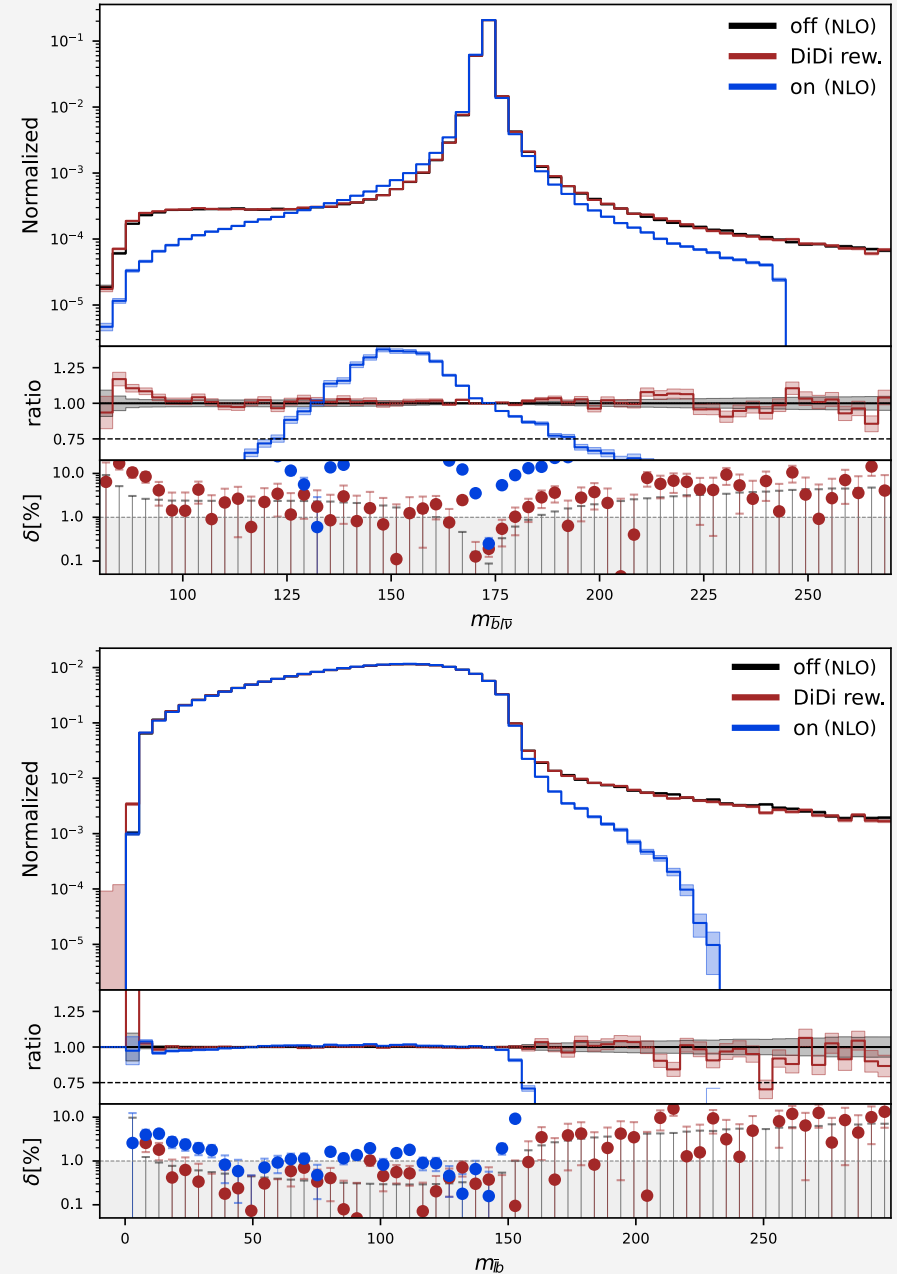 off (NLO)
DiDi rew.
on (NLO)
Normalized
10⁻¹
10⁻²
10⁻³
10⁻⁴
10⁻⁵
ratio
1.25
1.00
0.75
δ[%]
10.0
1.0
0.1
100 125 150 175 200 225 250
m_{b̅lν̅}
off (NLO)
DiDi rew.
on (NLO)
Normalized
10⁻²
10⁻¹
10⁻²
10⁻³
10⁻⁴
10⁻⁵
ratio
1.25
1.00
0.75
δ[%]
10.0
1.0
0.1
0 50 100 150 200 250
m_{l̅b}